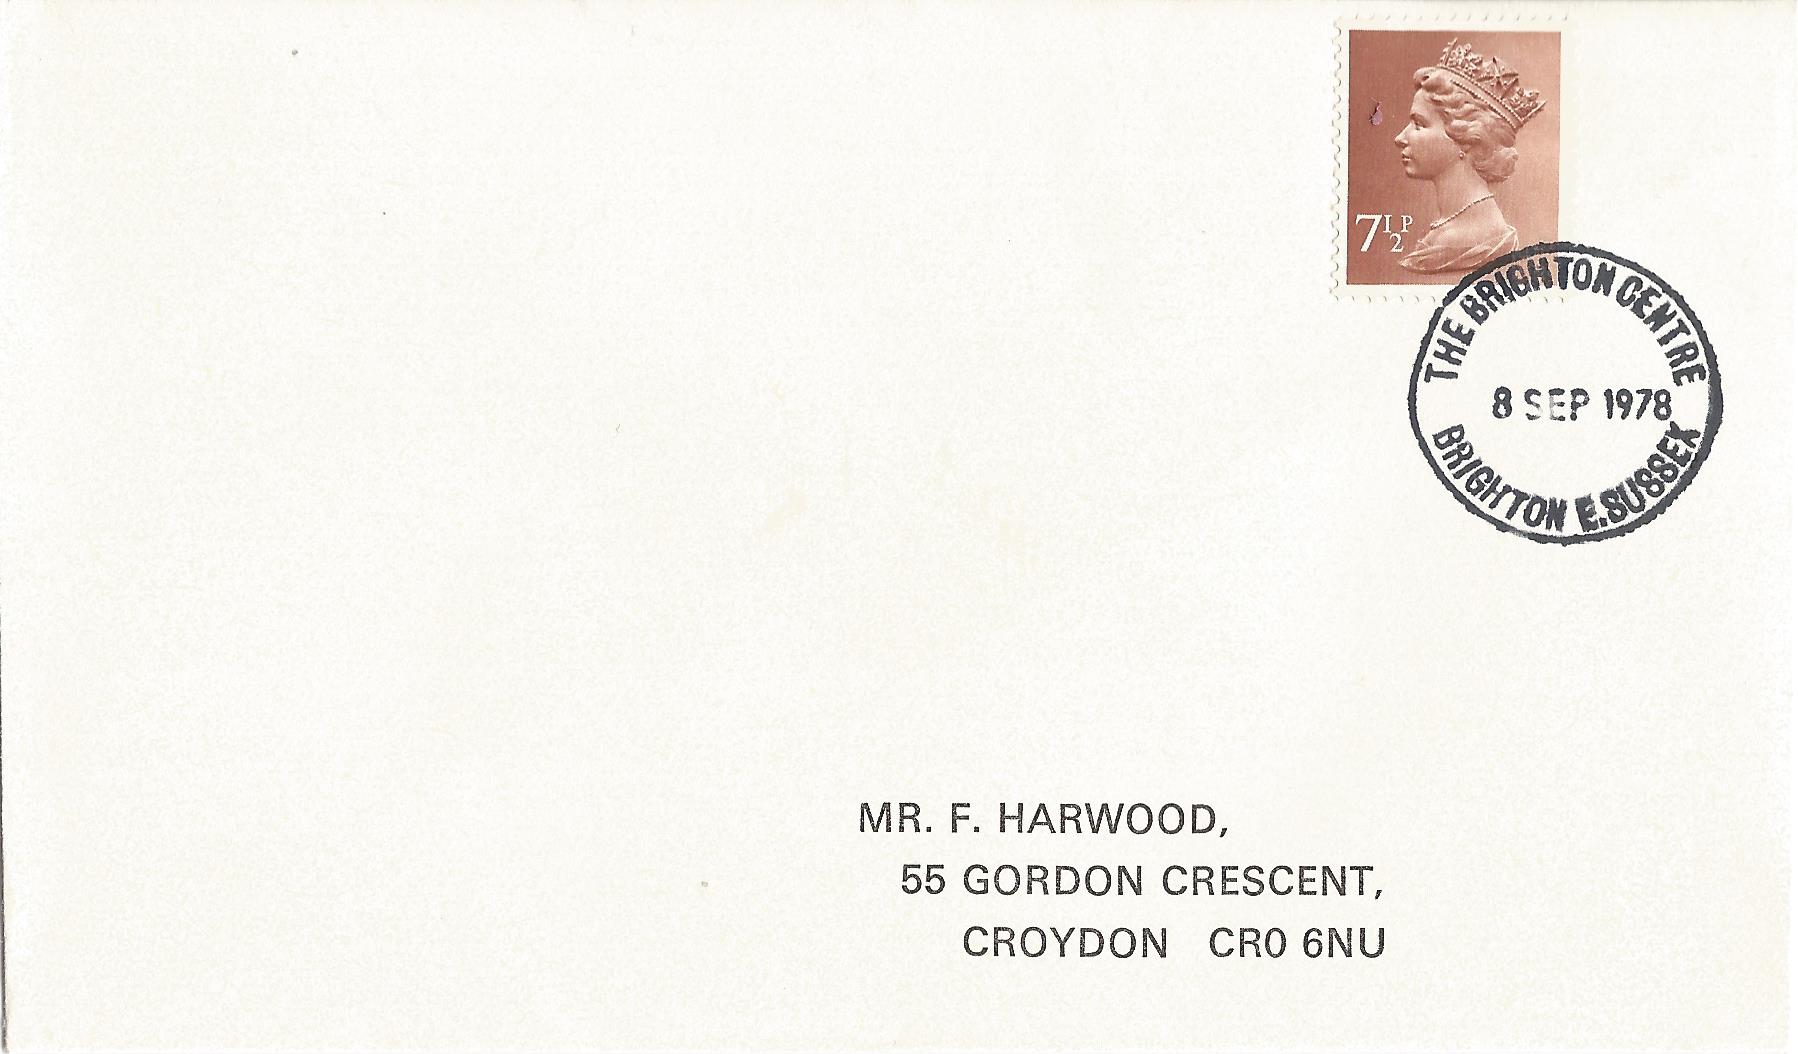 7½P
THE BRIGHTON CENTRE
8 SEP 1978
BRIGHTON E. SUSSEX
MR. F. HARWOOD,
55 GORDON CRESCENT,
CROYDON CR0 6NU